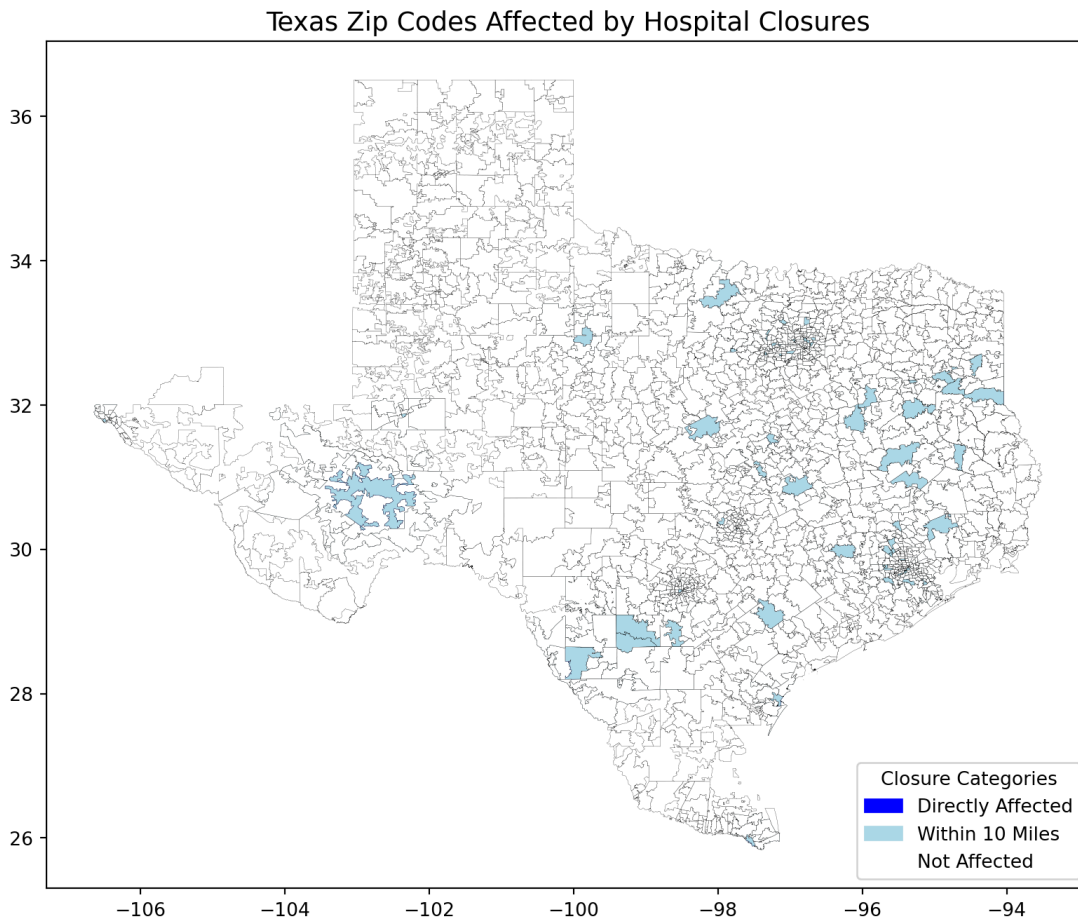 Texas Zip Codes Affected by Hospital Closures
36
34
32
30
28
26
Closure Categories
Directly Affected
Within 10 Miles
Not Affected
−106
−104
−102
−100
−98
−96
−94